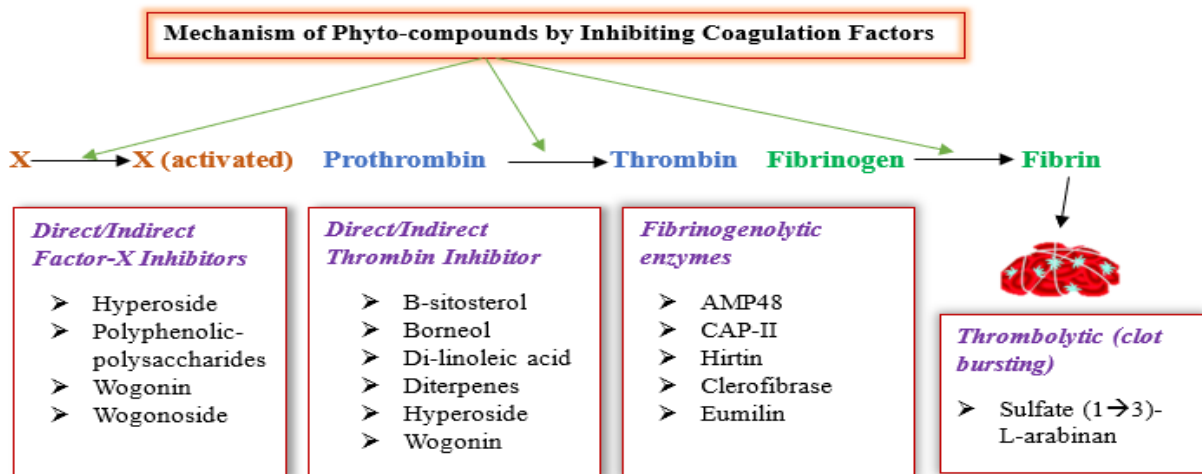 Mechanism of Phyto-compounds by Inhibiting Coagulation Factors
X X (activated) Prothrombin Thrombin Fibrinogen Fibrin
Direct/Indirect
Factor-X Inhibitors
➢ Hyperoside
➢ Polyphenolic-
polysaccharides
➢ Wogonin
➢ Wogonoside
Direct/Indirect
Thrombin Inhibitor
➢ B-sitosterol
➢ Borneol
➢ Di-linoleic acid
➢ Diterpenes
➢ Hyperoside
➢ Wogonin
Fibrinogenolytic
enzymes
➢ AMP48
➢ CAP-II
➢ Hirtin
➢ Clerofibrase
➢ Eumilin
Thrombolytic (clot
bursting)
➢ Sulfate (1→3)-
L-arabinan